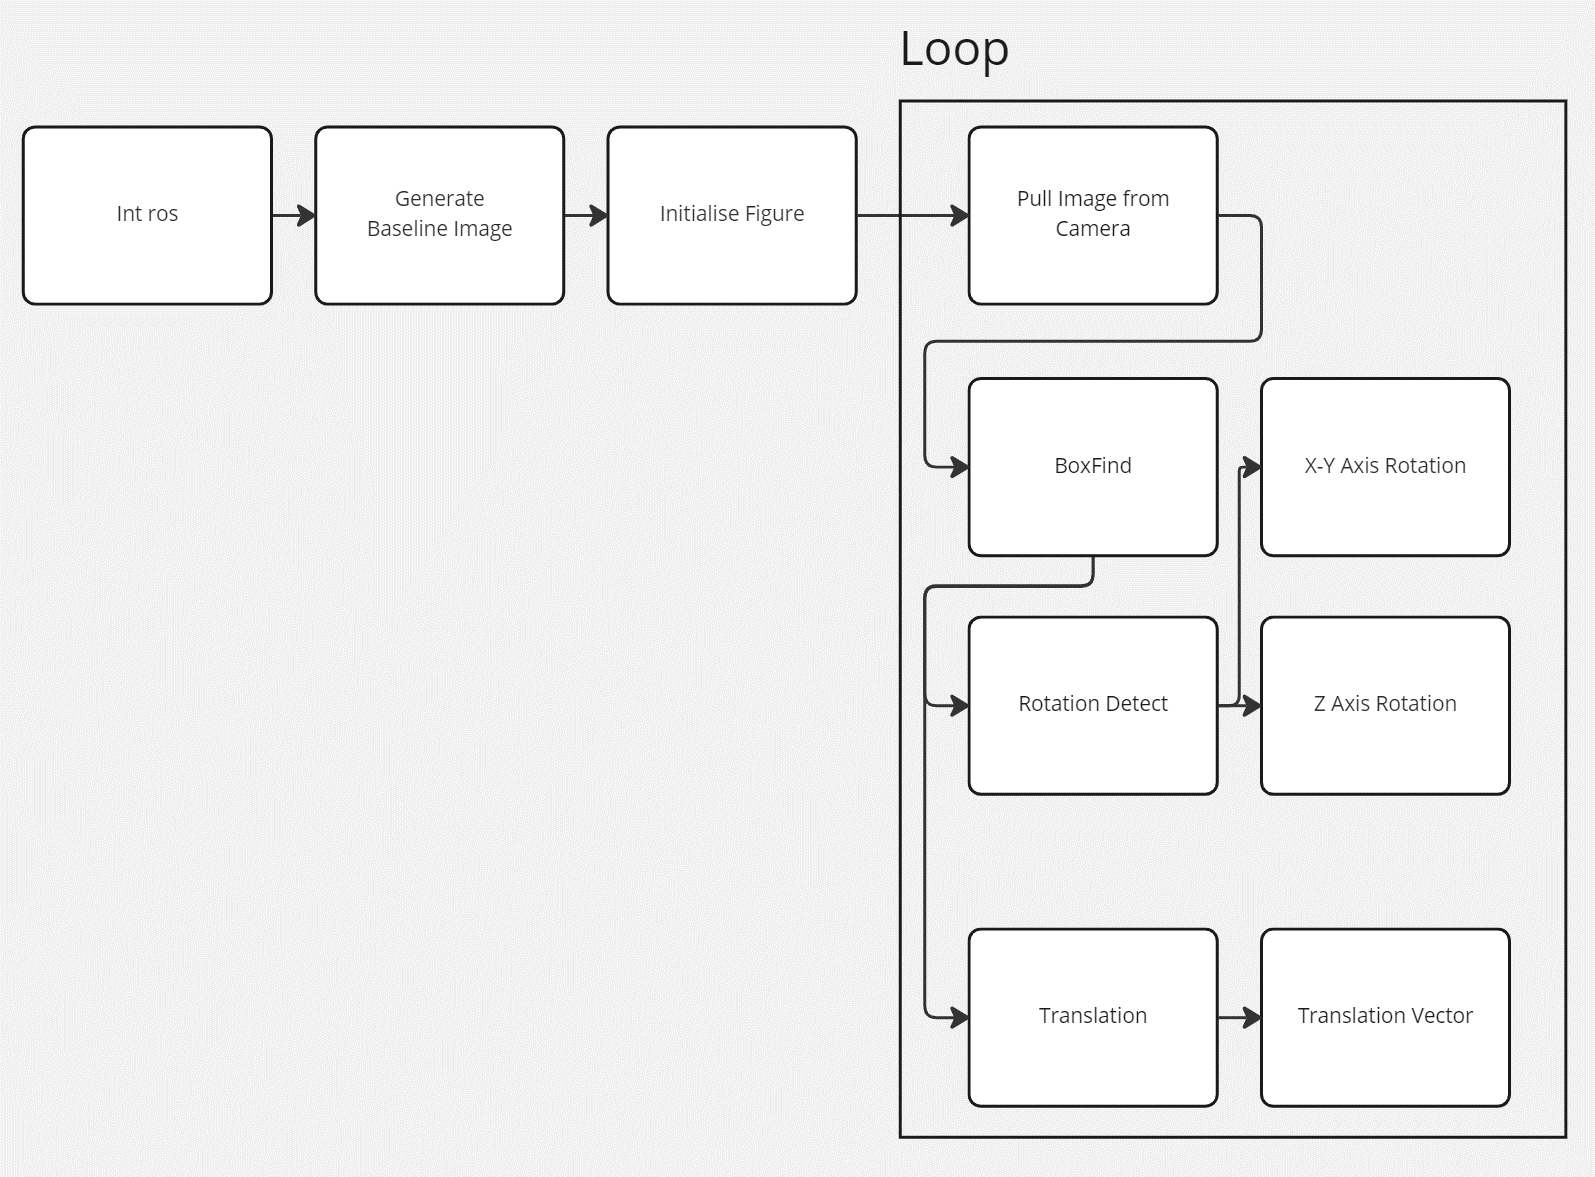 Loop
Int ros
Generate
Baseline Image
Initialise Figure
Pull Image from
Camera
BoxFind
X-Y Axis Rotation
Rotation Detect
Z Axis Rotation
Translation
Translation Vector